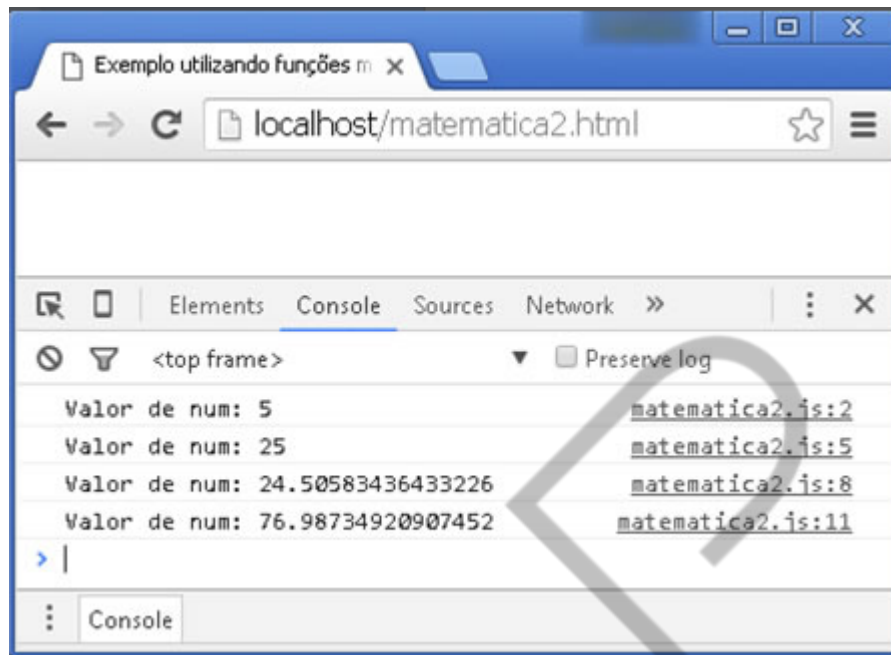 Exemplo utilizando funções m
localhost/matematica2.html
Elements Console Sources Network »
<top frame> ▼ Preserve log
Valor de num: 5 matematica2.js:2
Valor de num: 25 matematica2.js:5
Valor de num: 24.50583436433226 matematica2.js:8
Valor de num: 76.98734920907452 matematica2.js:11
>
Console